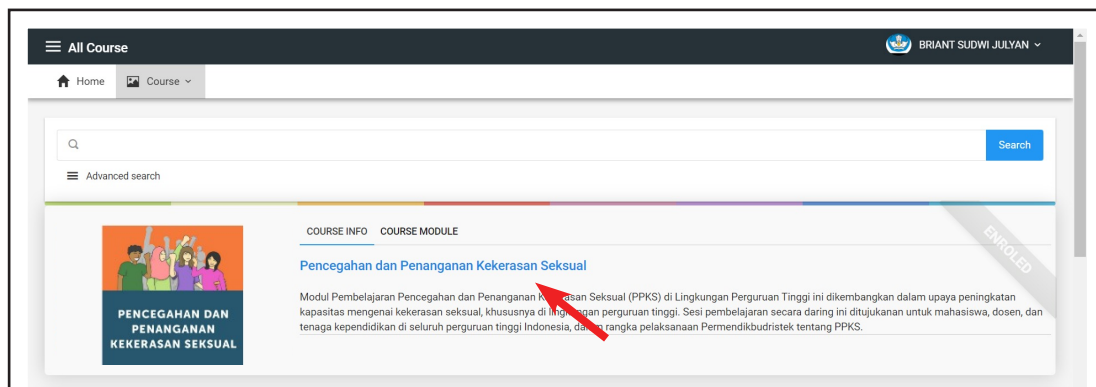 All Course
BRIANT SUDWI JULYAN
Home
Course
Search
Advanced search
COURSE INFO COURSE MODULE
ENROLED
Pencegahan dan Penanganan Kekerasan Seksual
Modul Pembelajaran Pencegahan dan Penanganan Seksual (PPKS) di Lingkungan Perguruan Tinggi ini dikembangkan dalam upaya peningkatan
kapasitas mengenai kekerasan seksual, khususnya di perguruan tinggi. Sesi pembelajaran secara daring ini ditujukanan untuk mahasiswa, dosen, dan
tenaga kependidikan di seluruh perguruan tinggi Indonesia, rangka pelaksanaan Permendikbudristek tentang PPKS.
PENCEGAHAN DAN
PENANGANAN
KEKERASAN SEKSUAL